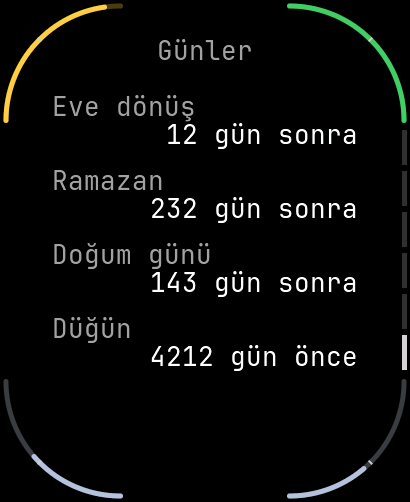 Günler
Eve dönüş
12 gün sonra
Ramazan
232 gün sonra
Doğum günü
143 gün sonra
Düğün
4212 gün önce